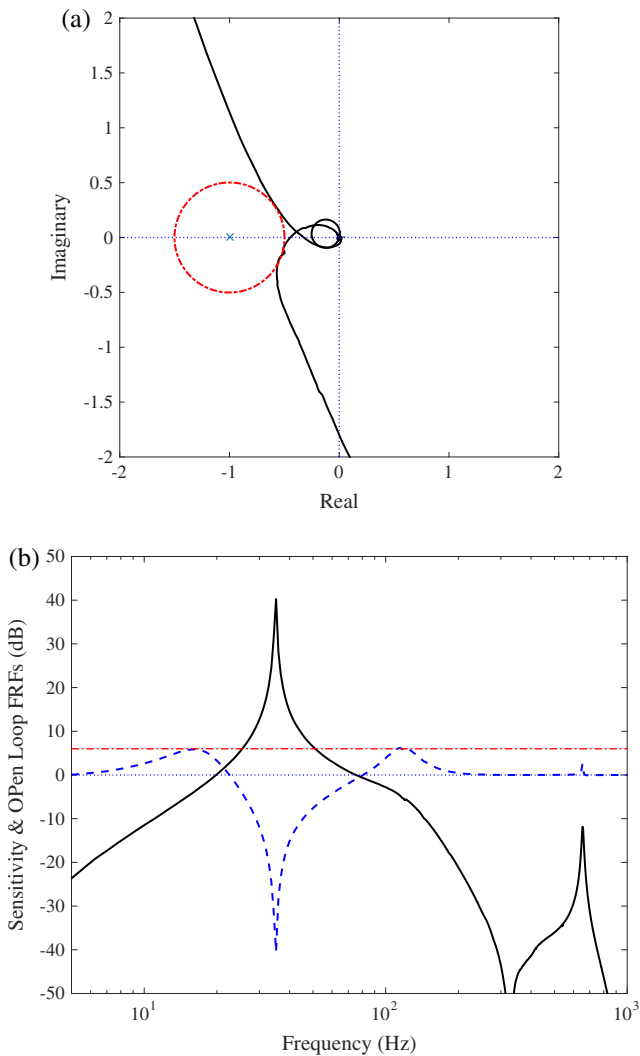 (a)
2
1.5
1
0.5
0
-0.5
-1
-1.5
-2
Imaginary
-2 -1 0 1 2
Real
(b)
50
40
30
20
10
0
-10
-20
-30
-40
-50
Sensitivity & OPen Loop FRFs (dB)
10^1 10^2 10^3
Frequency (Hz)